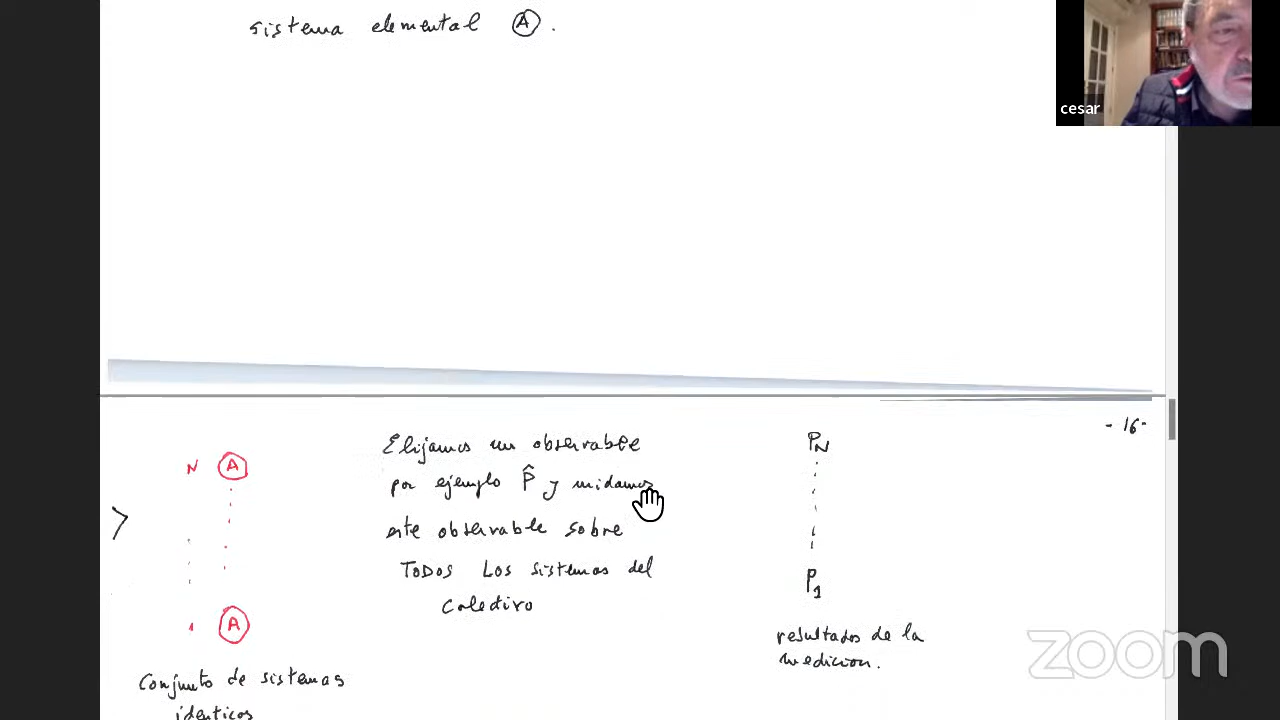 sistema elemental Ⓐ.
cesar
- 16 -
N Ⓐ
Elijamos un observable
por ejemplo P̂ y midamos
este observable sobre
TODOS Los sistemas del
Colectivo
1 Ⓐ
Conjunto de sistemas
identicos
P_N
P_1
resultados de la
medicion.
zoom